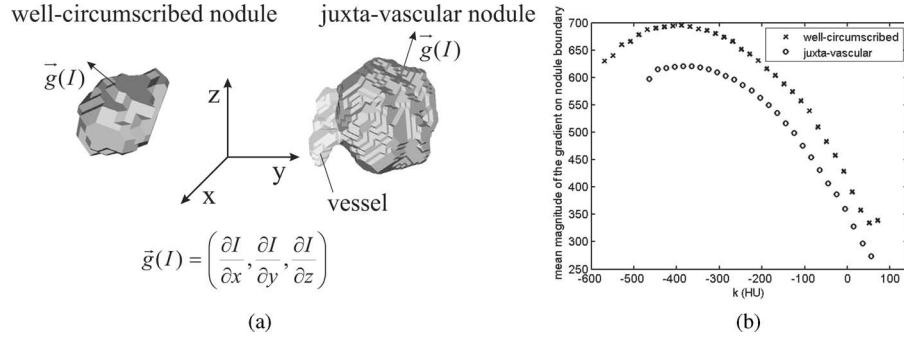 well-circumscribed nodule
juxta-vascular nodule
g⃗(I)
g⃗(I)
z
y
x
vessel
g⃗(I) = (∂I/∂x, ∂I/∂y, ∂I/∂z)
(a)
mean magnitude of the gradient on nodule boundary
700
650
600
550
500
450
400
350
300
250
well-circumscribed
juxta-vascular
-600 -500 -400 -300 -200 -100 0 100
k (HU)
(b)